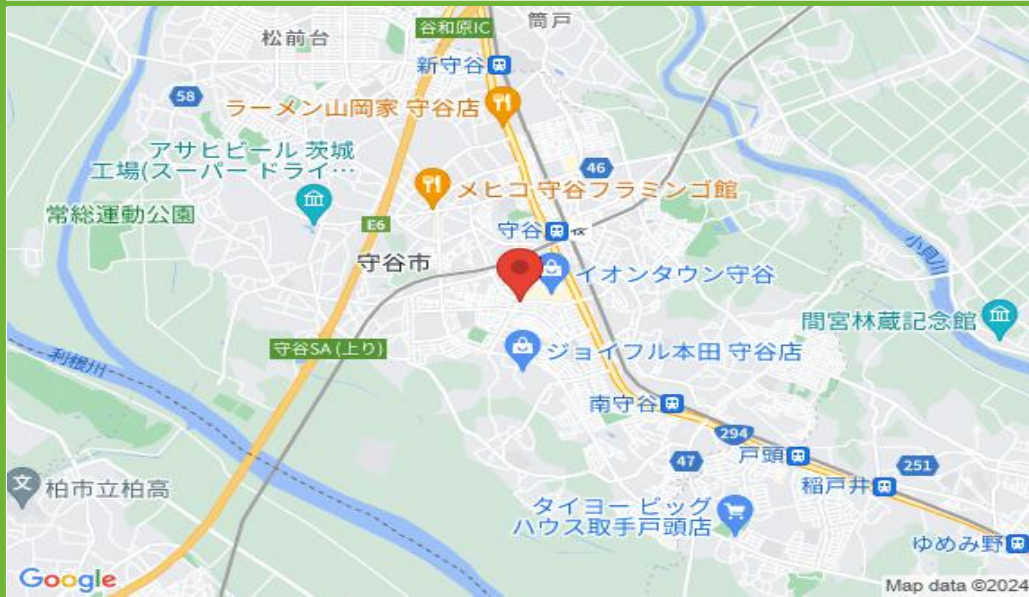 筒戸
谷和原IC
松前台
新守谷
58
ラーメン山岡家 守谷店
アサヒビール 茨城
工場(スーパー ドライ…
46
メヒコ 守谷フラミンゴ館
常総運動公園
E6
守谷
守谷市
小貝川
イオンタウン守谷
間宮林蔵記念館
守谷SA (上り)
ジョイフル本田 守谷店
利根川
南守谷
294
戸頭
47
251
稲戸井
文
柏市立柏高
タイヨー ビッグ
ハウス取手戸頭店
ゆめみ野
Google
Map data ©2024